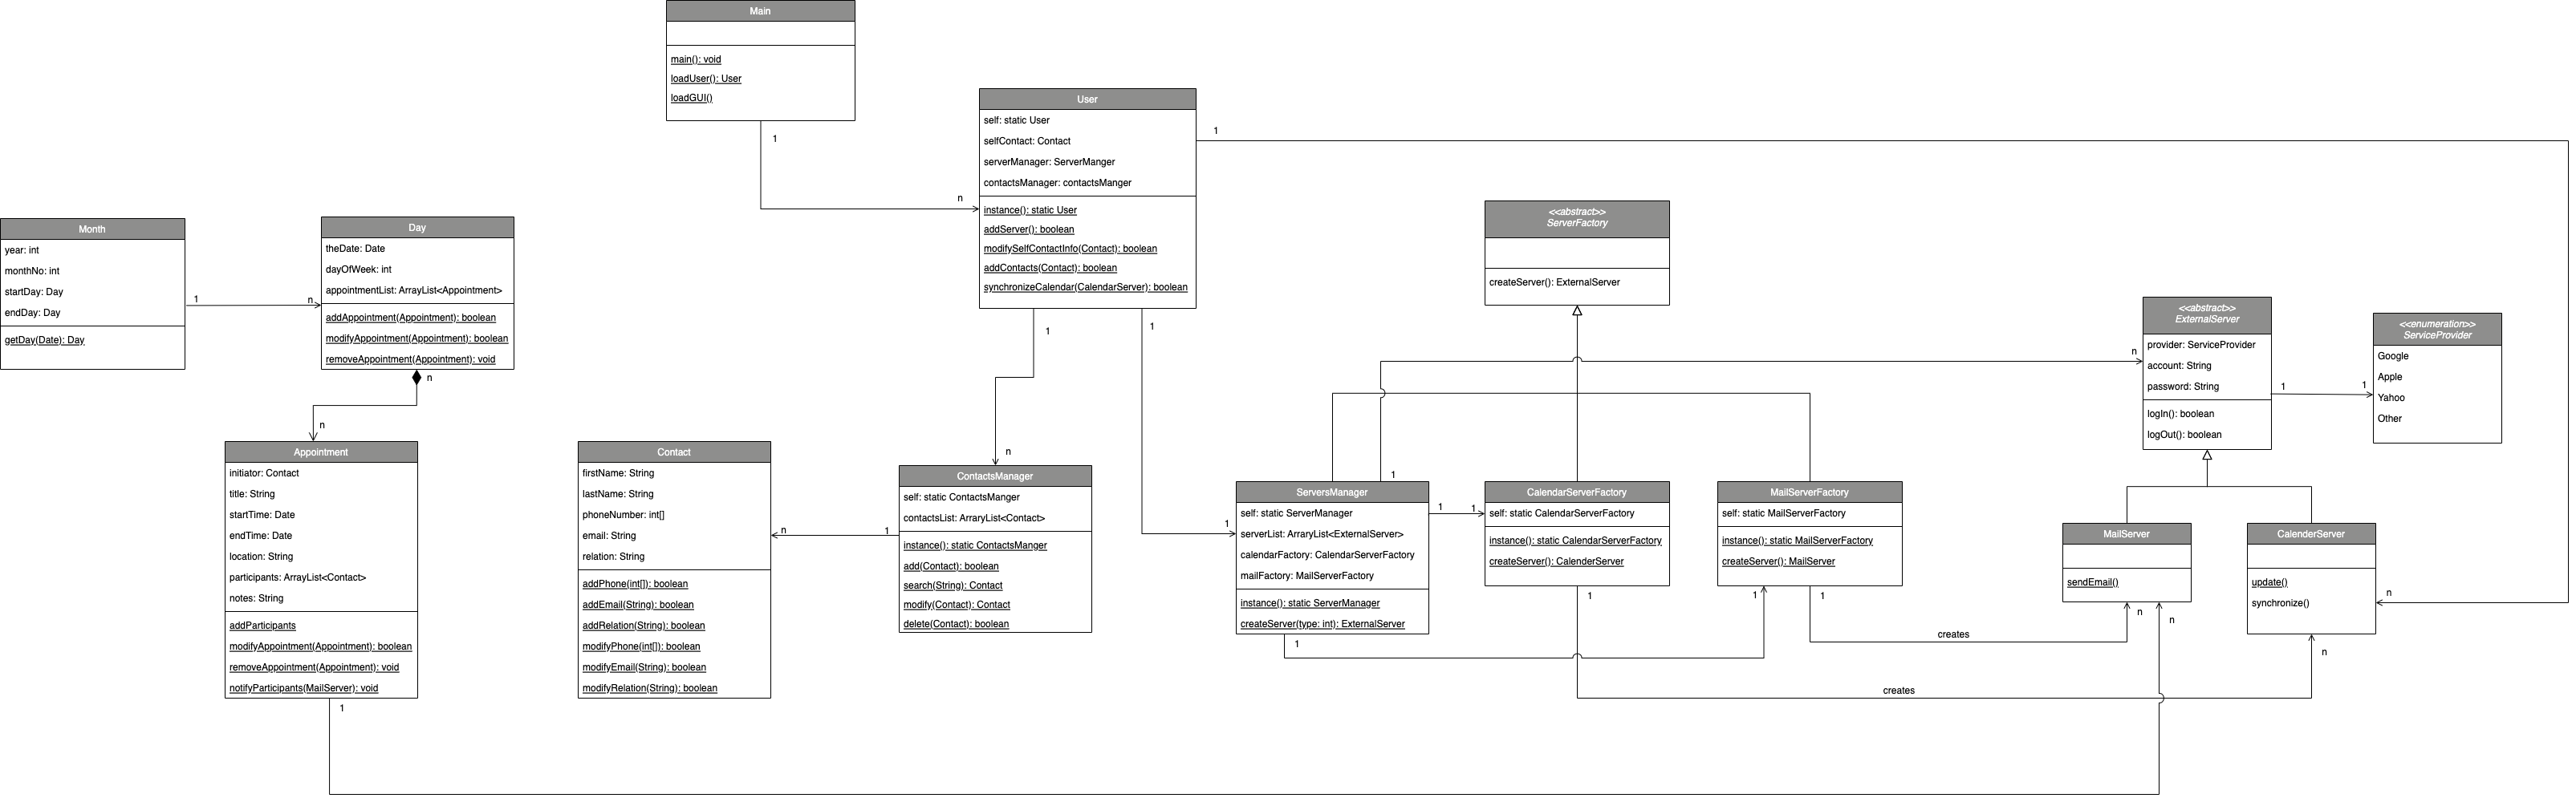 Main
main(): void
loadUser(): User
loadGUI()
1
n
User
self: static User
selfContact: Contact
serverManager: ServerManger
contactsManager: contactsManger
instance(): static User
addServer(): boolean
modifySelfContactInfo(Contact): boolean
addContacts(Contact): boolean
synchronizeCalendar(CalendarServer): boolean
1
1
1
Month
year: int
monthNo: int
startDay: Day
endDay: Day
getDay(Date): Day
1
n
Day
theDate: Date
dayOfWeek: int
appointmentList: ArrayList<Appointment>
addAppointment(Appointment): boolean
modifyAppointment(Appointment): boolean
removeAppointment(Appointment): void
n
n
Appointment
initiator: Contact
title: String
startTime: Date
endTime: Date
location: String
participants: ArrayList<Contact>
notes: String
addParticipants
modifyAppointment(Appointment): boolean
removeAppointment(Appointment): void
notifyParticipants(MailServer): void
1
Contact
firstName: String
lastName: String
phoneNumber: int[]
email: String
relation: String
addPhone(int[]): boolean
addEmail(String): boolean
addRelation(String): boolean
modifyPhone(int[]): boolean
modifyEmail(String): boolean
modifyRelation(String): boolean
n
1
n
ContactsManager
self: static ContactsManger
contactsList: ArraryList<Contact>
instance(): static ContactsManger
add(Contact): boolean
search(String): Contact
modify(Contact): Contact
delete(Contact): boolean
1
1
ServersManager
self: static ServerManager
serverList: ArrayList<ExternalServer>
calendarFactory: CalendarServerFactory
mailFactory: MailServerFactory
instance(): static ServerManager
createServer(type: int): ExternalServer
1
1
1
<<abstract>>
ServerFactory
createServer(): ExternalServer
CalendarServerFactory
self: static CalendarServerFactory
instance(): static CalendarServerFactory
createServer(): CalenderServer
1
MailServerFactory
self: static MailServerFactory
instance(): static MailServerFactory
createServer(): MailServer
1
1
creates
creates
n
<<abstract>>
ExternalServer
provider: ServiceProvider
account: String
password: String
logIn(): boolean
logOut(): boolean
1
1
<<enumeration>>
ServiceProvider
Google
Apple
Yahoo
Other
MailServer
sendEmail()
n
n
CalenderServer
update()
synchronize()
n
n